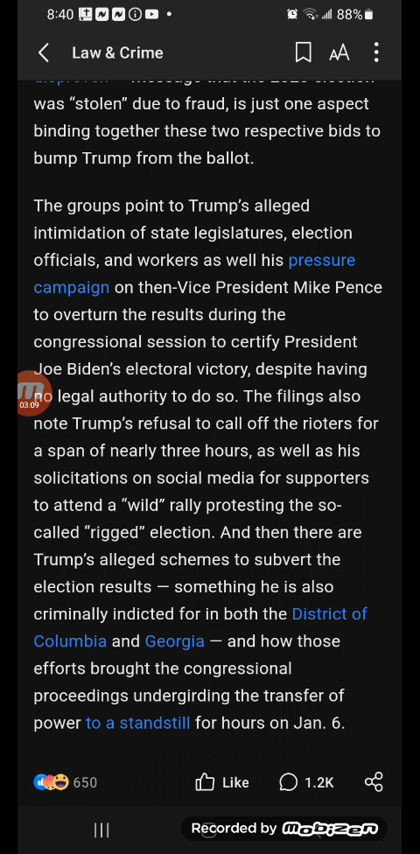 8:40
88%
Law & Crime
AA
message that the 2020 election
was “stolen” due to fraud, is just one aspect
binding together these two respective bids to
bump Trump from the ballot.
The groups point to Trump’s alleged
intimidation of state legislatures, election
officials, and workers as well his pressure
campaign on then-Vice President Mike Pence
to overturn the results during the
congressional session to certify President
Joe Biden’s electoral victory, despite having
no legal authority to do so. The filings also
03:09
note Trump’s refusal to call off the rioters for
a span of nearly three hours, as well as his
solicitations on social media for supporters
to attend a “wild” rally protesting the so-
called “rigged” election. And then there are
Trump’s alleged schemes to subvert the
election results — something he is also
criminally indicted for in both the District of
Columbia and Georgia — and how those
efforts brought the congressional
proceedings undergirding the transfer of
power to a standstill for hours on Jan. 6.
650 Like 1.2K
Recorded by mobizen